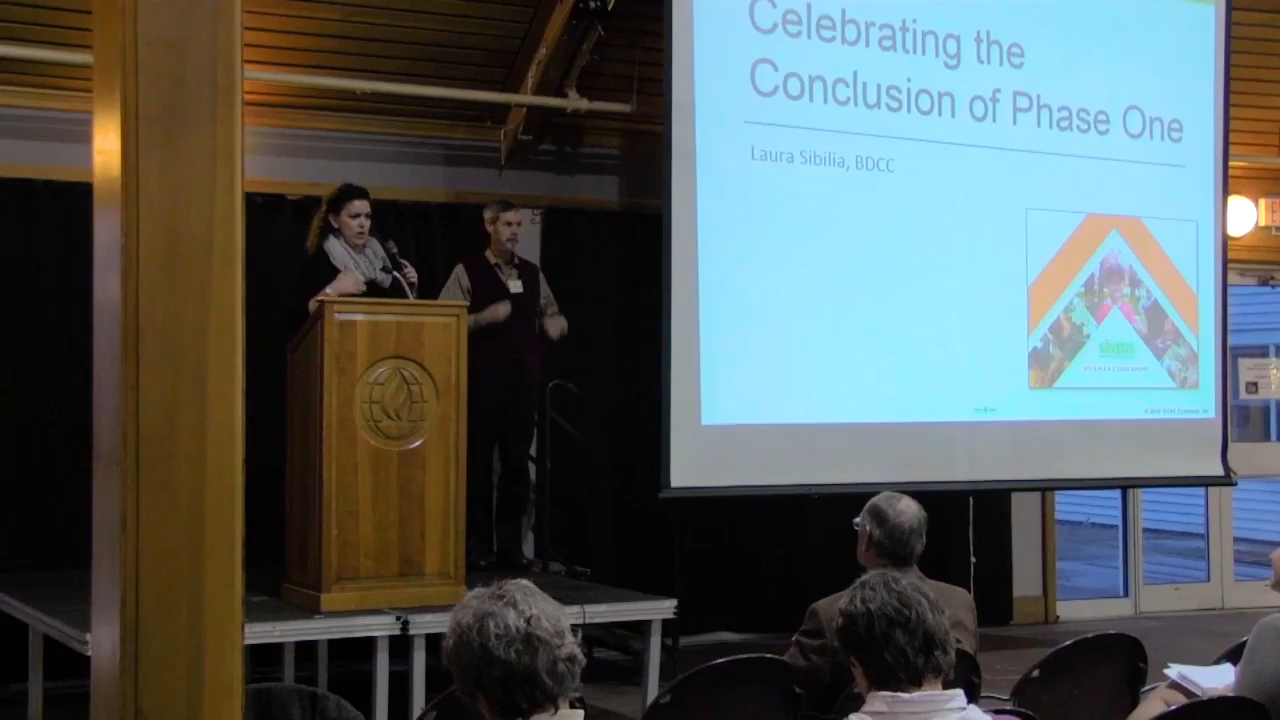 Celebrating the
Conclusion of Phase One
Laura Sibilia, BDCC